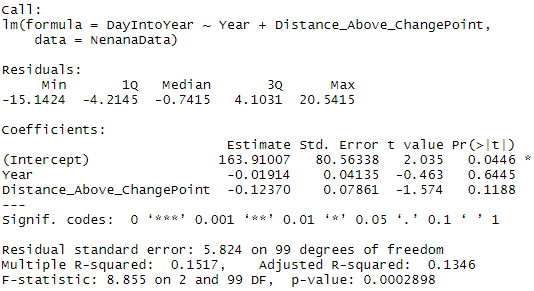 Call:
lm(formula = DayIntoYear ~ Year + Distance_Above_ChangePoint,
    data = NenanaData)
Residuals:
     Min       1Q   Median       3Q      Max
-15.1424  -4.2145  -0.7415   4.1031  20.5415
Coefficients:
                            Estimate Std. Error t value Pr(>|t|)
(Intercept)                163.91007   80.56338   2.035   0.0446 *
Year                        -0.01914    0.04135  -0.463   0.6445
Distance_Above_ChangePoint  -0.12370    0.07861  -1.574   0.1188
---
Signif. codes:  0 ‘***’ 0.001 ‘**’ 0.01 ‘*’ 0.05 ‘.’ 0.1 ‘ ’ 1
Residual standard error: 5.824 on 99 degrees of freedom
Multiple R-squared:  0.1517,    Adjusted R-squared:  0.1346
F-statistic: 8.855 on 2 and 99 DF,  p-value: 0.0002898